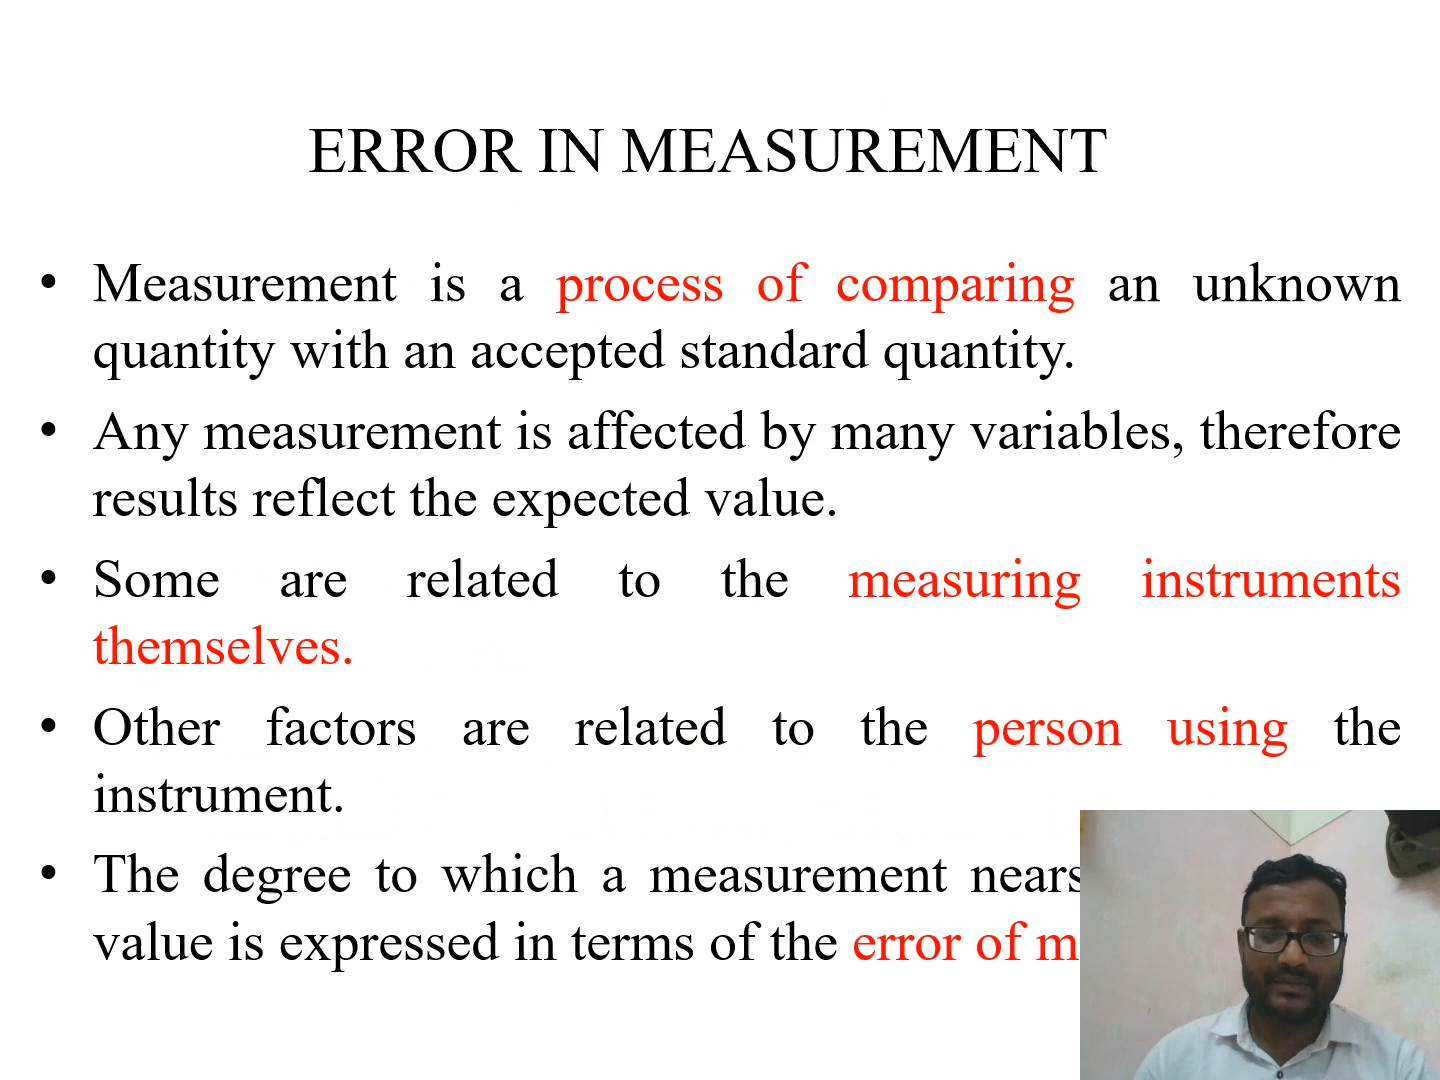 ERROR IN MEASUREMENT
• Measurement is a process of comparing an unknown
quantity with an accepted standard quantity.
• Any measurement is affected by many variables, therefore
results reflect the expected value.
• Some are related to the measuring instruments
themselves.
• Other factors are related to the person using the
instrument.
• The degree to which a measurement nears
value is expressed in terms of the error of